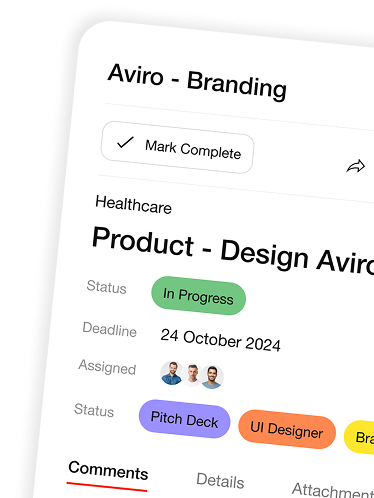 Aviro - Branding
Mark Complete
Healthcare
Product - Design Aviro
Status In Progress
Deadline 24 October 2024
Assigned
Status Pitch Deck UI Designer Bra
Comments Details Attachment